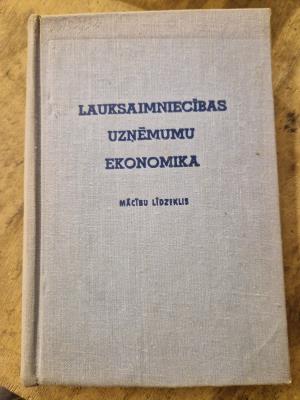 LAUKSAIMNIECĪBAS
UZŅĒMUMU
EKONOMIKA
MĀCĪBU LĪDZEKLIS